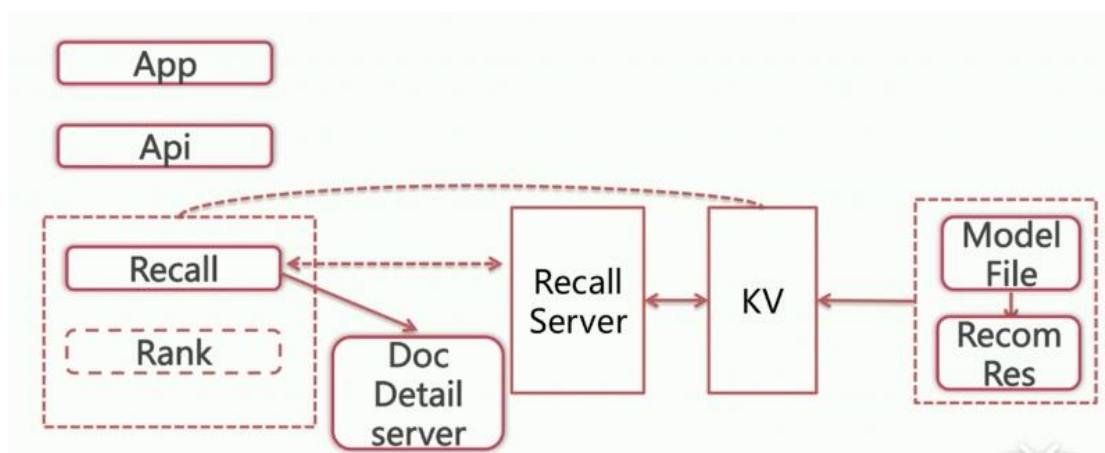 App
Api
Recall
Rank
Doc
Detail
server
Recall
Server
KV
Model
File
Recom
Res